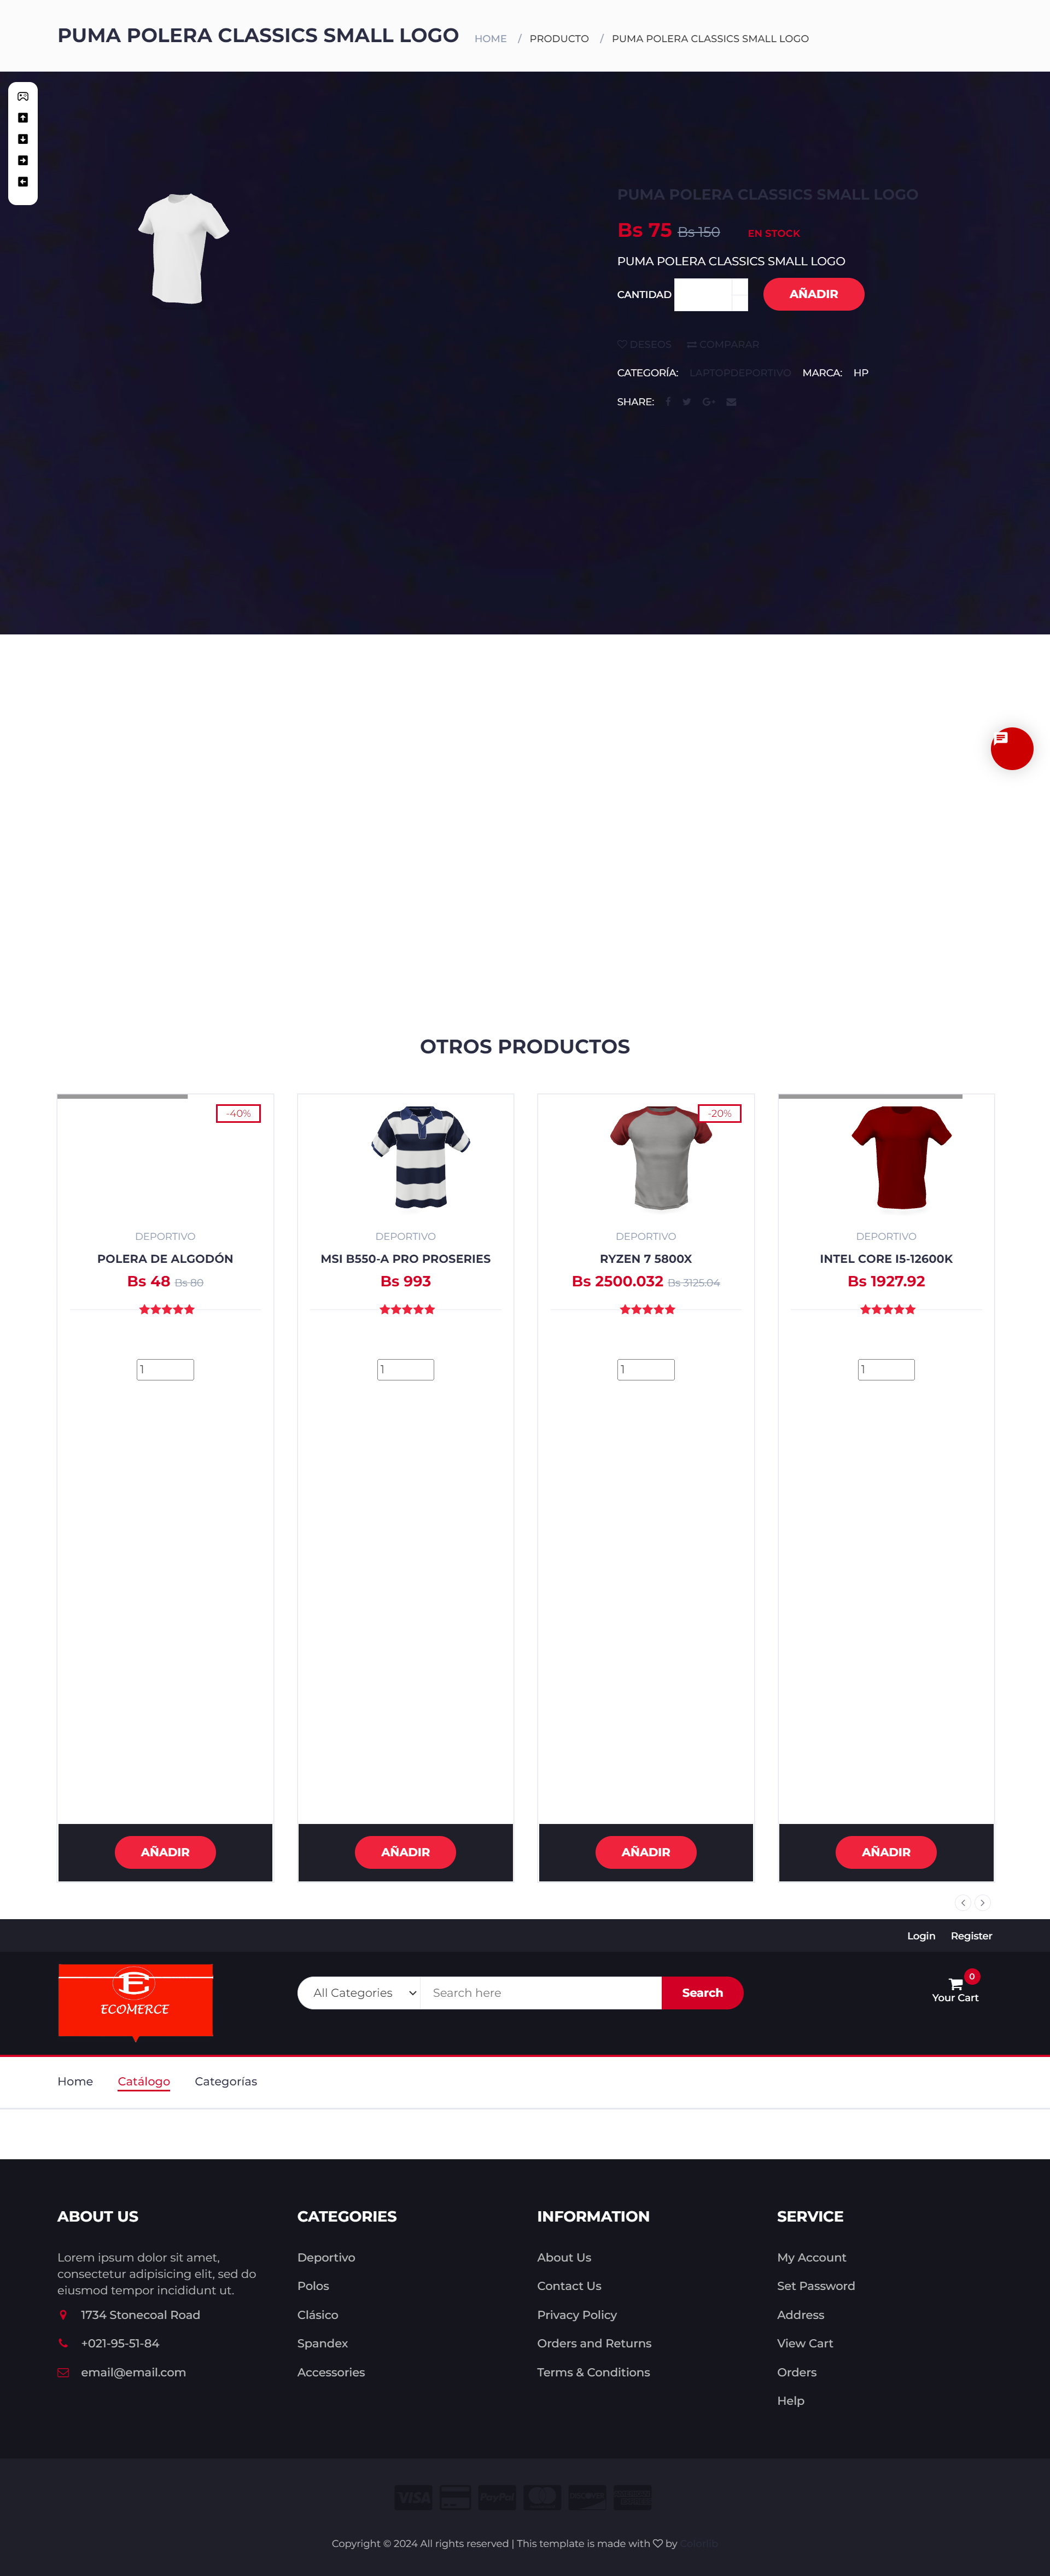 PUMA POLERA CLASSICS SMALL LOGO
HOME / PRODUCTO / PUMA POLERA CLASSICS SMALL LOGO
PUMA POLERA CLASSICS SMALL LOGO
Bs 75 Bs 150 EN STOCK
PUMA POLERA CLASSICS SMALL LOGO
CANTIDAD AÑADIR
DESEOS COMPARAR
CATEGORÍA: LAPTOPDEPORTIVO MARCA: HP
SHARE:
OTROS PRODUCTOS
-40%
DEPORTIVO
POLERA DE ALGODÓN
Bs 48 Bs 80
1
AÑADIR
DEPORTIVO
MSI B550-A PRO PROSERIES
Bs 993
1
AÑADIR
-20%
DEPORTIVO
RYZEN 7 5800X
Bs 2500.032 Bs 3125.04
1
AÑADIR
DEPORTIVO
INTEL CORE I5-12600K
Bs 1927.92
1
AÑADIR
Login Register
E
ECOMERCE
All Categories Search here Search
0
Your Cart
Home Catálogo Categorías
ABOUT US
Lorem ipsum dolor sit amet,
consectetur adipisicing elit, sed do
eiusmod tempor incididunt ut.
1734 Stonecoal Road
+021-95-51-84
email@email.com
CATEGORIES
Deportivo
Polos
Clásico
Spandex
Accessories
INFORMATION
About Us
Contact Us
Privacy Policy
Orders and Returns
Terms & Conditions
SERVICE
My Account
Set Password
Address
View Cart
Orders
Help
VISA PayPal
Copyright © 2024 All rights reserved | This template is made with ♡ by